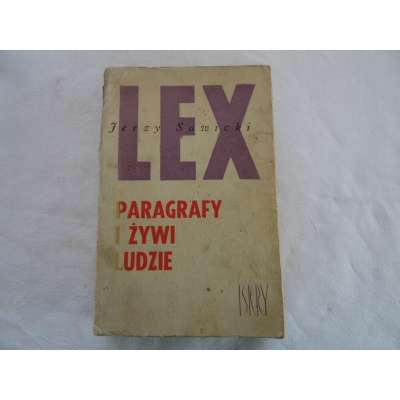 LEX
Jerzy Sawicki
PARAGRAFY
I ŻYWI
LUDZIE
ISKRY